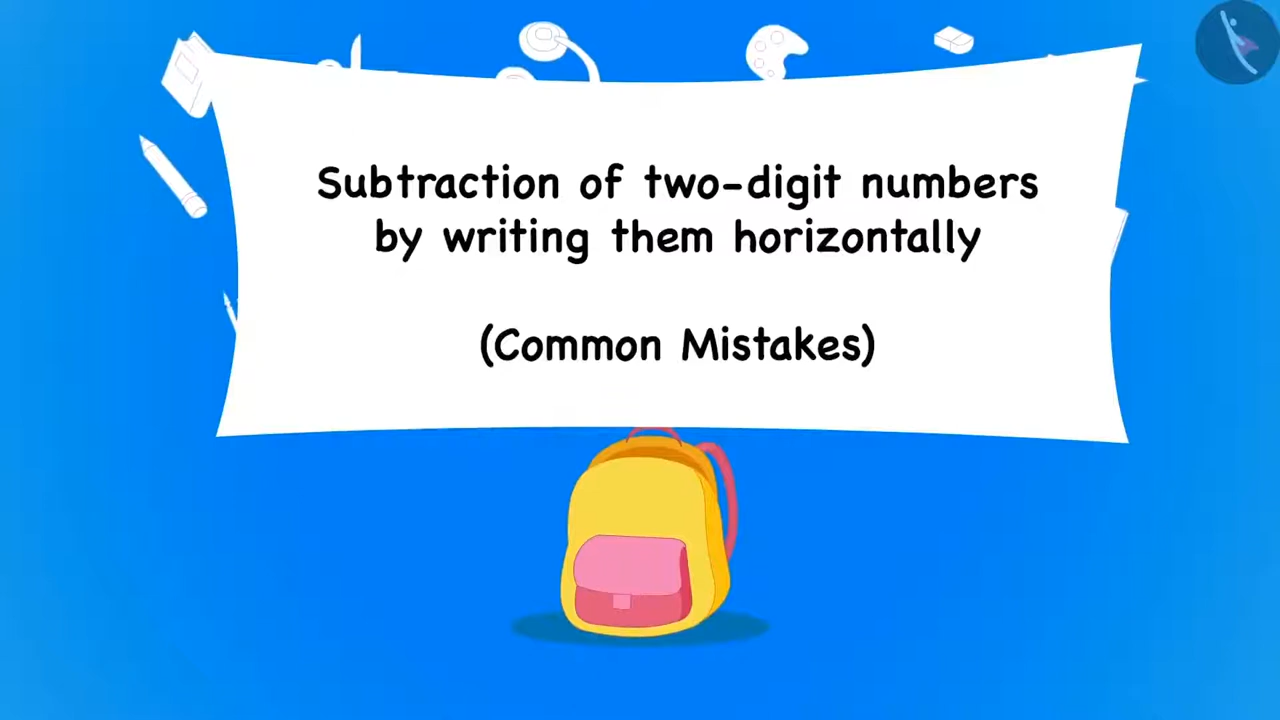 Subtraction of two-digit numbers
by writing them horizontally
(Common Mistakes)